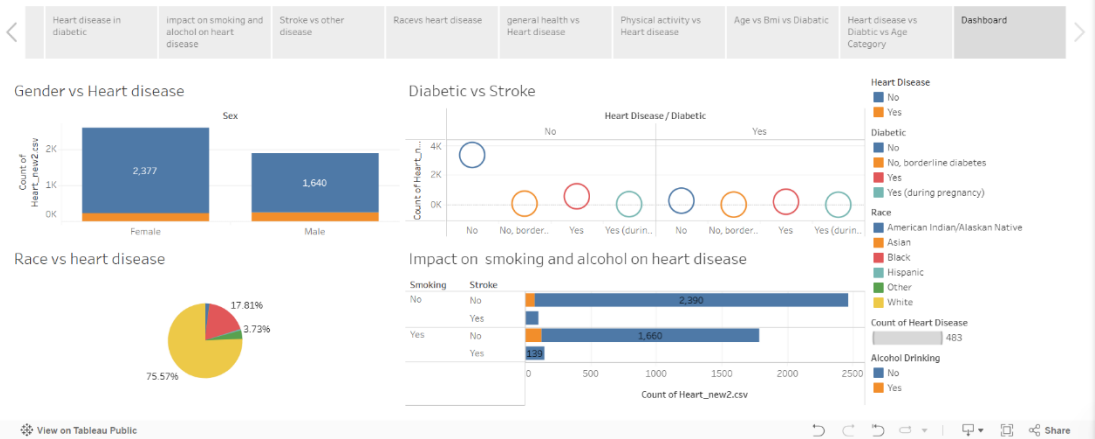 Heart disease in
diabetic
impact on smoking and
alochol on heart
disease
Stroke vs other
disease
Racevs heart disease
general health vs
Heart disease
Physical activity vs
Heart disease
Age vs Bmi vs Diabatic
Heart disease vs
Diabtic vs Age
Category
Dashboard
Gender vs Heart disease
Sex
Count of
Heart_new2.csv
2K
1K
0K
2,377
1,640
Female
Male
Diabetic vs Stroke
Heart Disease / Diabetic
No
Yes
Count of Heart_n...
4K
2K
0K
No
No, border..
Yes
Yes (durin..
No
No, border..
Yes
Yes (durin..
Race vs heart disease
17.81%
3.73%
75.57%
Impact on smoking and alcohol on heart disease
Smoking
Stroke
No
No
2,390
Yes
Yes
No
1,660
Yes
139
0
500
1000
1500
2000
2500
Count of Heart_new2.csv
Heart Disease
No
Yes
Diabetic
No
No, borderline diabetes
Yes
Yes (during pregnancy)
Race
American Indian/Alaskan Native
Asian
Black
Hispanic
Other
White
Count of Heart Disease
483
Alcohol Drinking
No
Yes
View on Tableau Public
Share